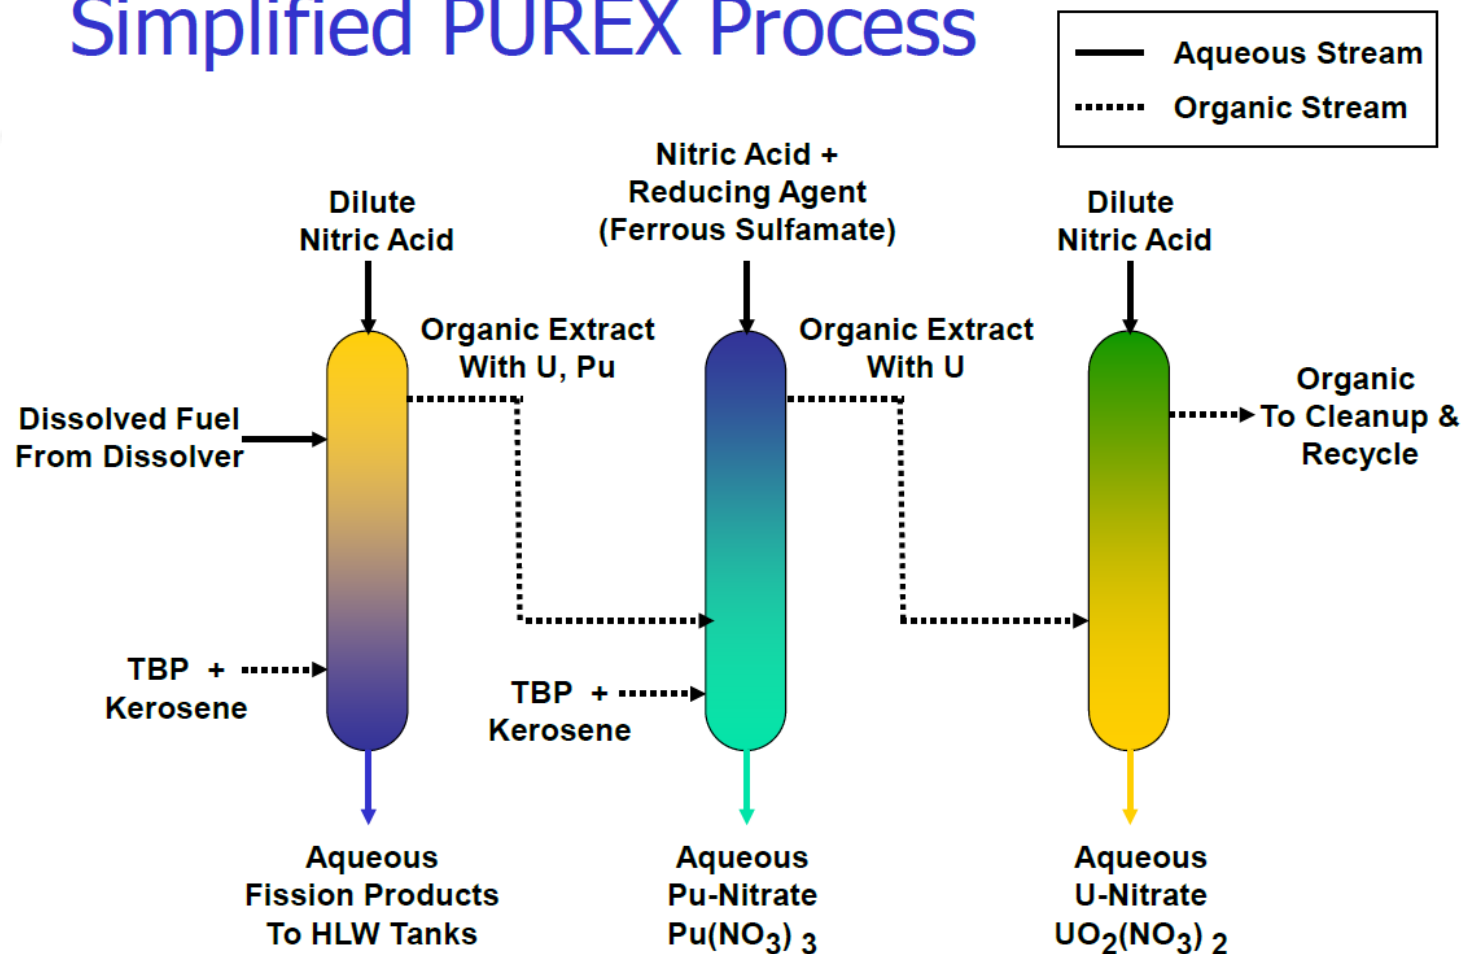 Simplified PUREX Process
Aqueous Stream
Organic Stream
Dilute
Nitric Acid
Nitric Acid +
Reducing Agent
(Ferrous Sulfamate)
Dilute
Nitric Acid
Organic Extract
With U, Pu
Organic Extract
With U
Organic
To Cleanup &
Recycle
Dissolved Fuel
From Dissolver
TBP +
Kerosene
TBP +
Kerosene
Aqueous
Fission Products
To HLW Tanks
Aqueous
Pu-Nitrate
Pu(NO₃) ₃
Aqueous
U-Nitrate
UO₂(NO₃) ₂